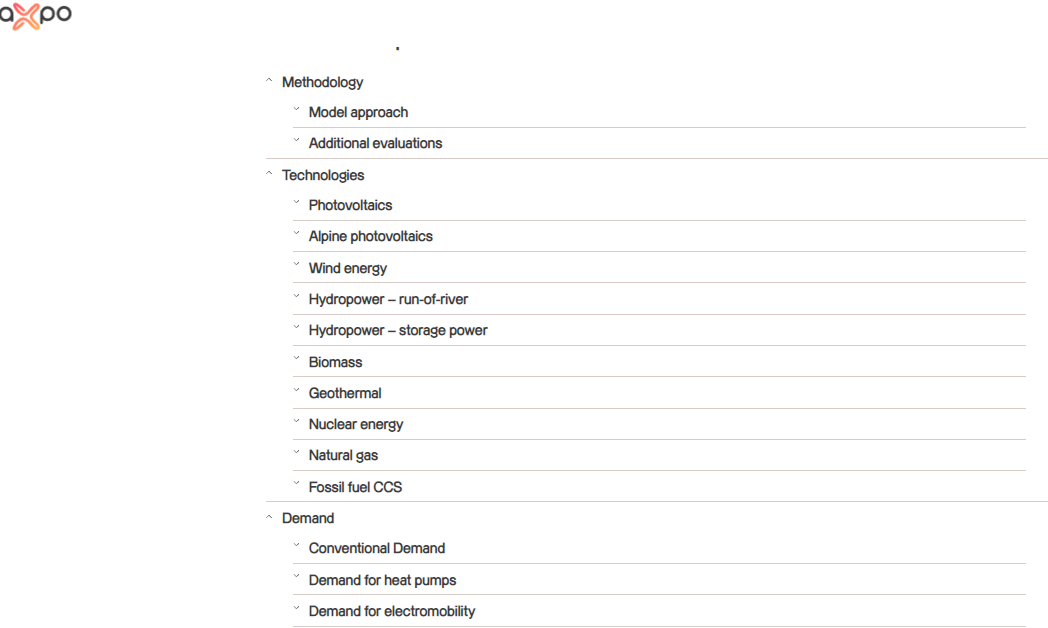 axpo
Methodology
Model approach
Additional evaluations
Technologies
Photovoltaics
Alpine photovoltaics
Wind energy
Hydropower – run-of-river
Hydropower – storage power
Biomass
Geothermal
Nuclear energy
Natural gas
Fossil fuel CCS
Demand
Conventional Demand
Demand for heat pumps
Demand for electromobility